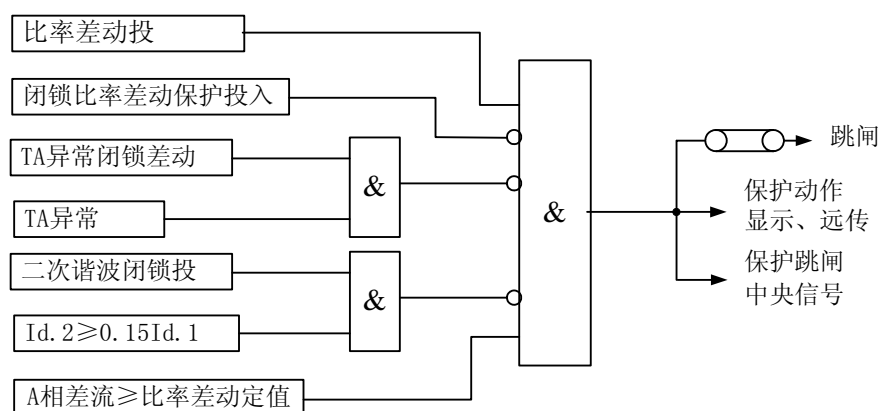 比率差动投
闭锁比率差动保护投入
TA异常闭锁差动
TA异常
&
二次谐波闭锁投
Id.2≥0.15Id.1
&
A相差流≥比率差动定值
&
跳闸
保护动作
显示、远传
保护跳闸
中央信号